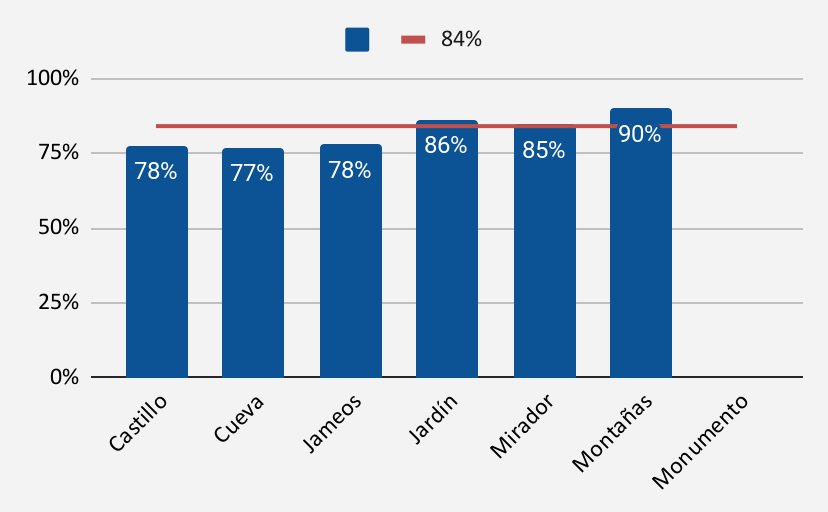 84%
100%
75%
50%
25%
0%
78%
77%
78%
86%
85%
90%
Castillo
Cueva
Jameos
Jardín
Mirador
Montañas
Monumento